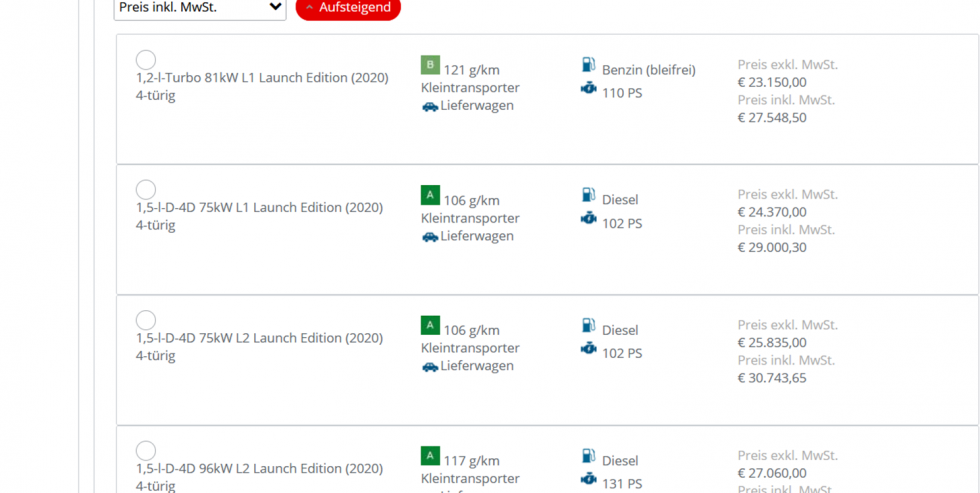 Preis inkl. MwSt.
Aufsteigend
1,2-l-Turbo 81kW L1 Launch Edition (2020)
4-türig
B 121 g/km
Kleintransporter
Lieferwagen
Benzin (bleifrei)
110 PS
Preis exkl. MwSt.
€ 23.150,00
Preis inkl. MwSt.
€ 27.548,50
1,5-l-D-4D 75kW L1 Launch Edition (2020)
4-türig
A 106 g/km
Kleintransporter
Lieferwagen
Diesel
102 PS
Preis exkl. MwSt.
€ 24.370,00
Preis inkl. MwSt.
€ 29.000,30
1,5-l-D-4D 75kW L2 Launch Edition (2020)
4-türig
A 106 g/km
Kleintransporter
Lieferwagen
Diesel
102 PS
Preis exkl. MwSt.
€ 25.835,00
Preis inkl. MwSt.
€ 30.743,65
1,5-l-D-4D 96kW L2 Launch Edition (2020)
4-türig
A 117 g/km
Kleintransporter
Diesel
131 PS
Preis exkl. MwSt.
€ 27.060,00
Preis inkl. MwSt.